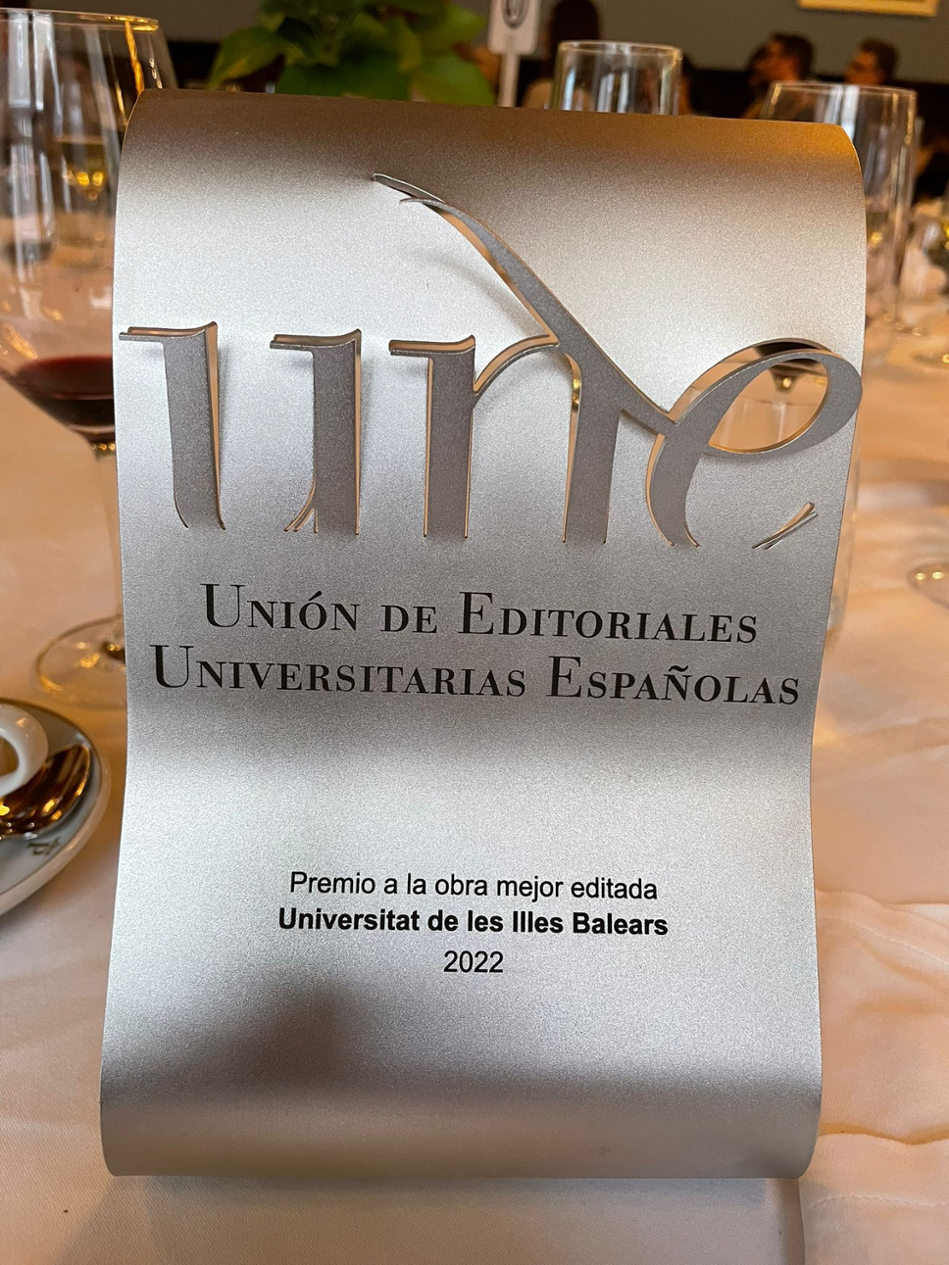 une
Unión de Editoriales
Universitarias Españolas
Premio a la obra mejor editada
Universitat de les Illes Balears
2022